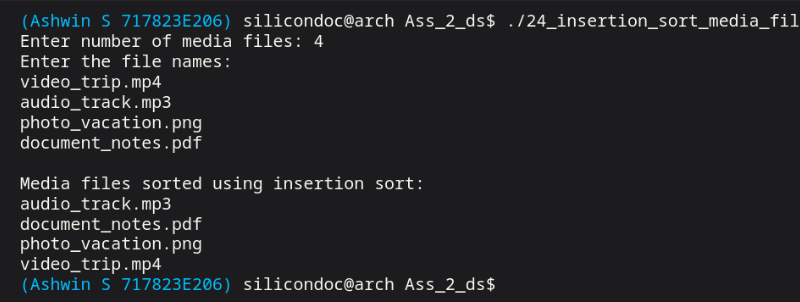 (Ashwin S 717823E206) silicondoc@arch Ass_2_ds$ ./24_insertion_sort_media_fil
Enter number of media files: 4
Enter the file names:
video_trip.mp4
audio_track.mp3
photo_vacation.png
document_notes.pdf

Media files sorted using insertion sort:
audio_track.mp3
document_notes.pdf
photo_vacation.png
video_trip.mp4
(Ashwin S 717823E206) silicondoc@arch Ass_2_ds$